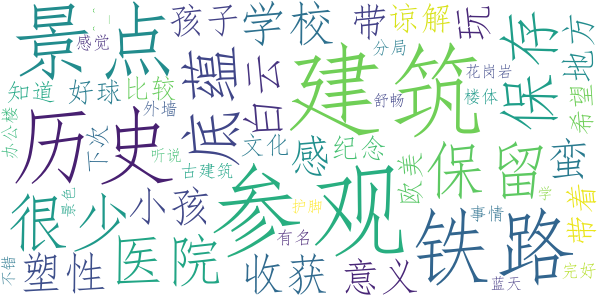 景点
感觉
孩子
学校
带
谅解
玩
保存
地方
希望
知道
好球
比较
外墙
办公楼
下次
历史
听说
古建筑
底蕴
白云
文化
感
建筑
分局
舒畅
花岗岩
楼体
纪念
欧美
保留
蛮
带着
很少
景色
小孩
护脚
参观
铁路
学
事情
不错
塑性
医院
收获
有名
意义
蓝天
完好